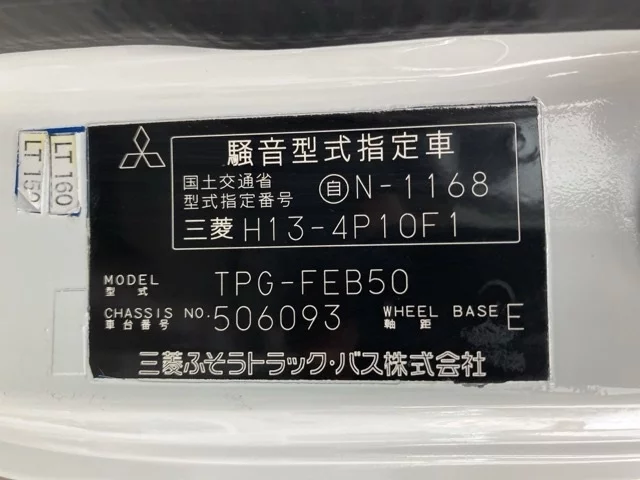 騒音型式指定車
国土交通省
型式指定番号 自N-1168
三菱 H13-4P10F1
MODEL TPG-FEB50
型式
CHASSIS NO. 506093 WHEEL BASE E
車台番号 軸距
三菱ふそうトラック・バス株式会社
LT 160
LT 15